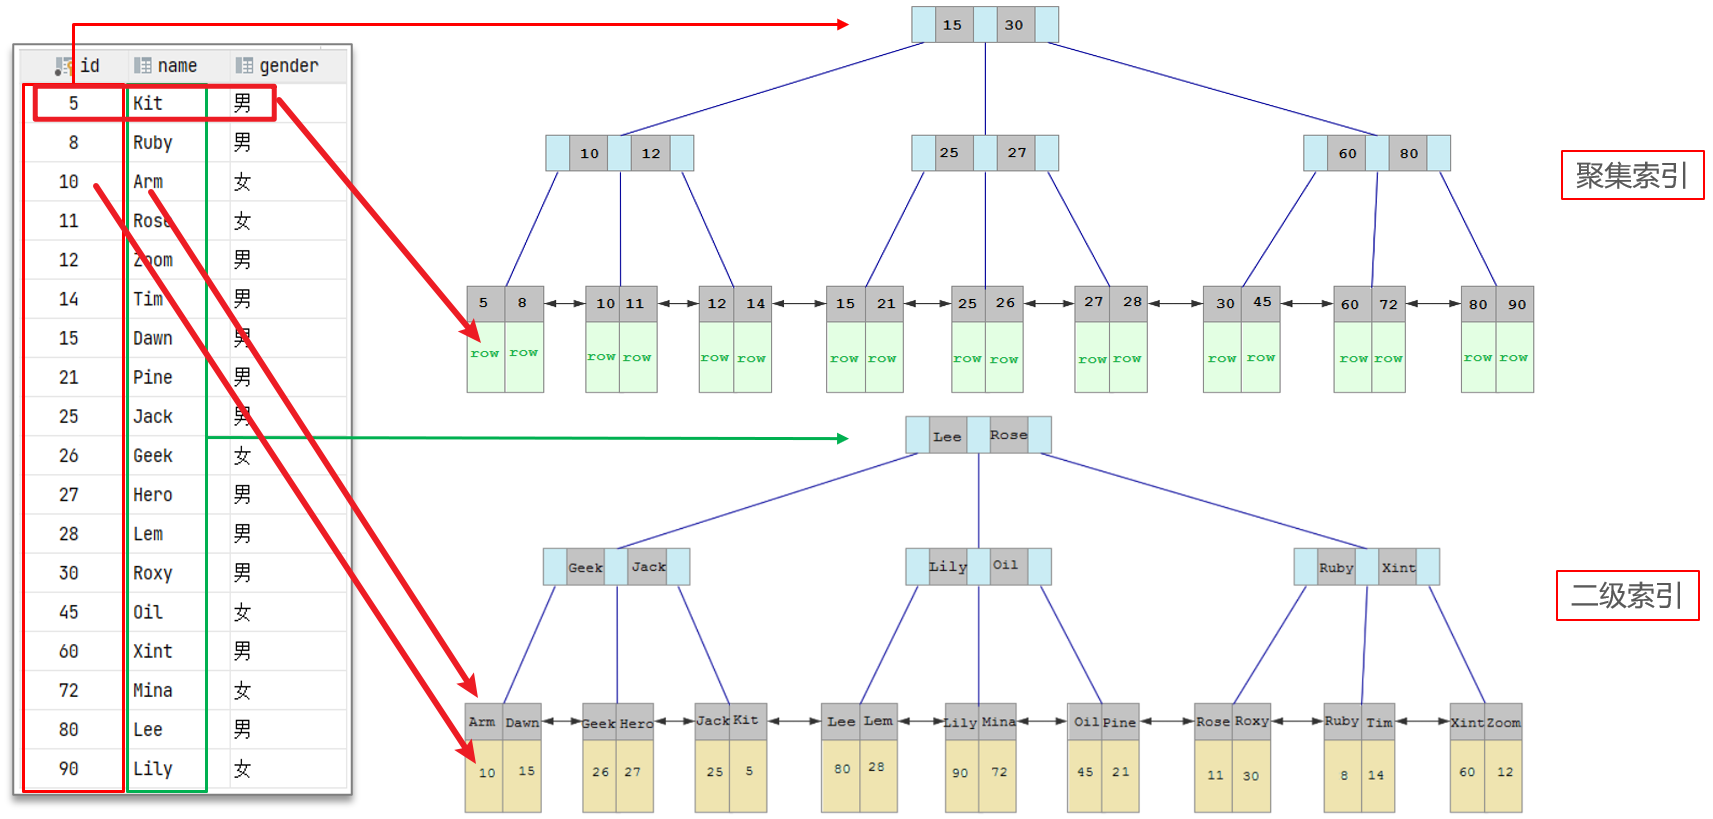 id name gender
5 Kit 男
8 Ruby 男
10 Arm 女
11 Rose 女
12 Zoom 男
14 Tim 男
15 Dawn 男
21 Pine 男
25 Jack 男
26 Geek 女
27 Hero 男
28 Lem 男
30 Roxy 男
45 Oil 女
60 Xint 男
72 Mina 女
80 Lee 男
90 Lily 女
15 30
10 12 25 27 60 80
聚集索引
5 8 10 11 12 14 15 21 25 26 27 28 30 45 60 72 80 90
row row row row row row row row row row row row row row row row row row
Lee Rose
Geek Jack Lily Oil Ruby Xint
二级索引
Arm Dawn Geek Hero Jack Kit Lee Lem Lily Mina Oil Pine Rose Roxy Ruby Tim Xint Zoom
10 15 26 27 25 5 80 28 90 72 45 21 11 30 8 14 60 12